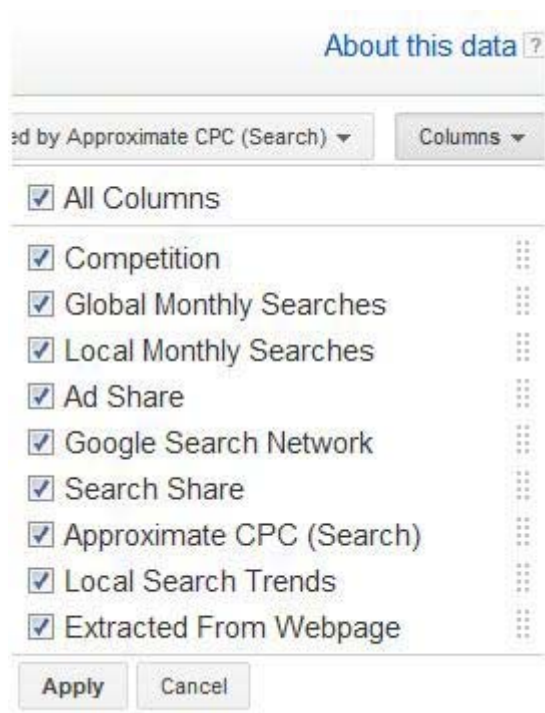 About this data ?
ed by Approximate CPC (Search) Columns
All Columns
Competition
Global Monthly Searches
Local Monthly Searches
Ad Share
Google Search Network
Search Share
Approximate CPC (Search)
Local Search Trends
Extracted From Webpage
Apply Cancel